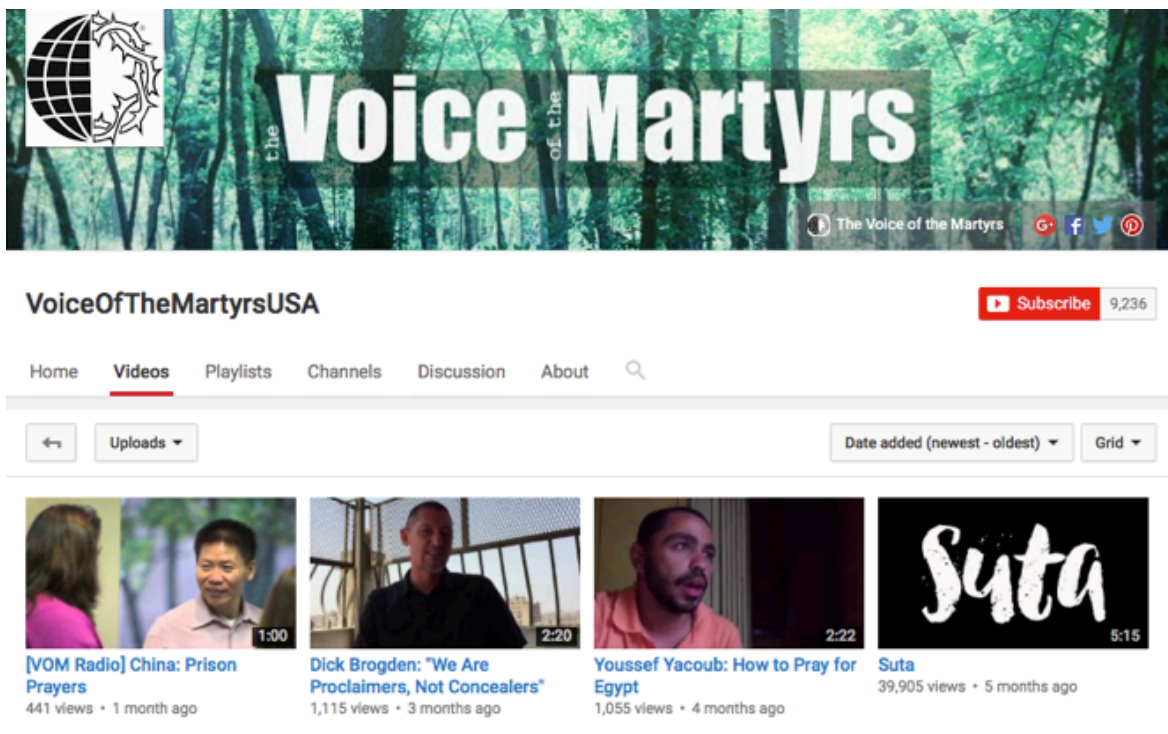 the Voice of the Martyrs
The Voice of the Martyrs
VoiceOfTheMartyrsUSA
Subscribe 9,236
Home Videos Playlists Channels Discussion About
Uploads Date added (newest - oldest) Grid
1:00 2:20 2:22 Suta 5:15
[VOM Radio] China: Prison
Prayers
441 views • 1 month ago
Dick Brogden: "We Are
Proclaimers, Not Concealers"
1,115 views • 3 months ago
Youssef Yacoub: How to Pray for
Egypt
1,055 views • 4 months ago
Suta
39,905 views • 5 months ago